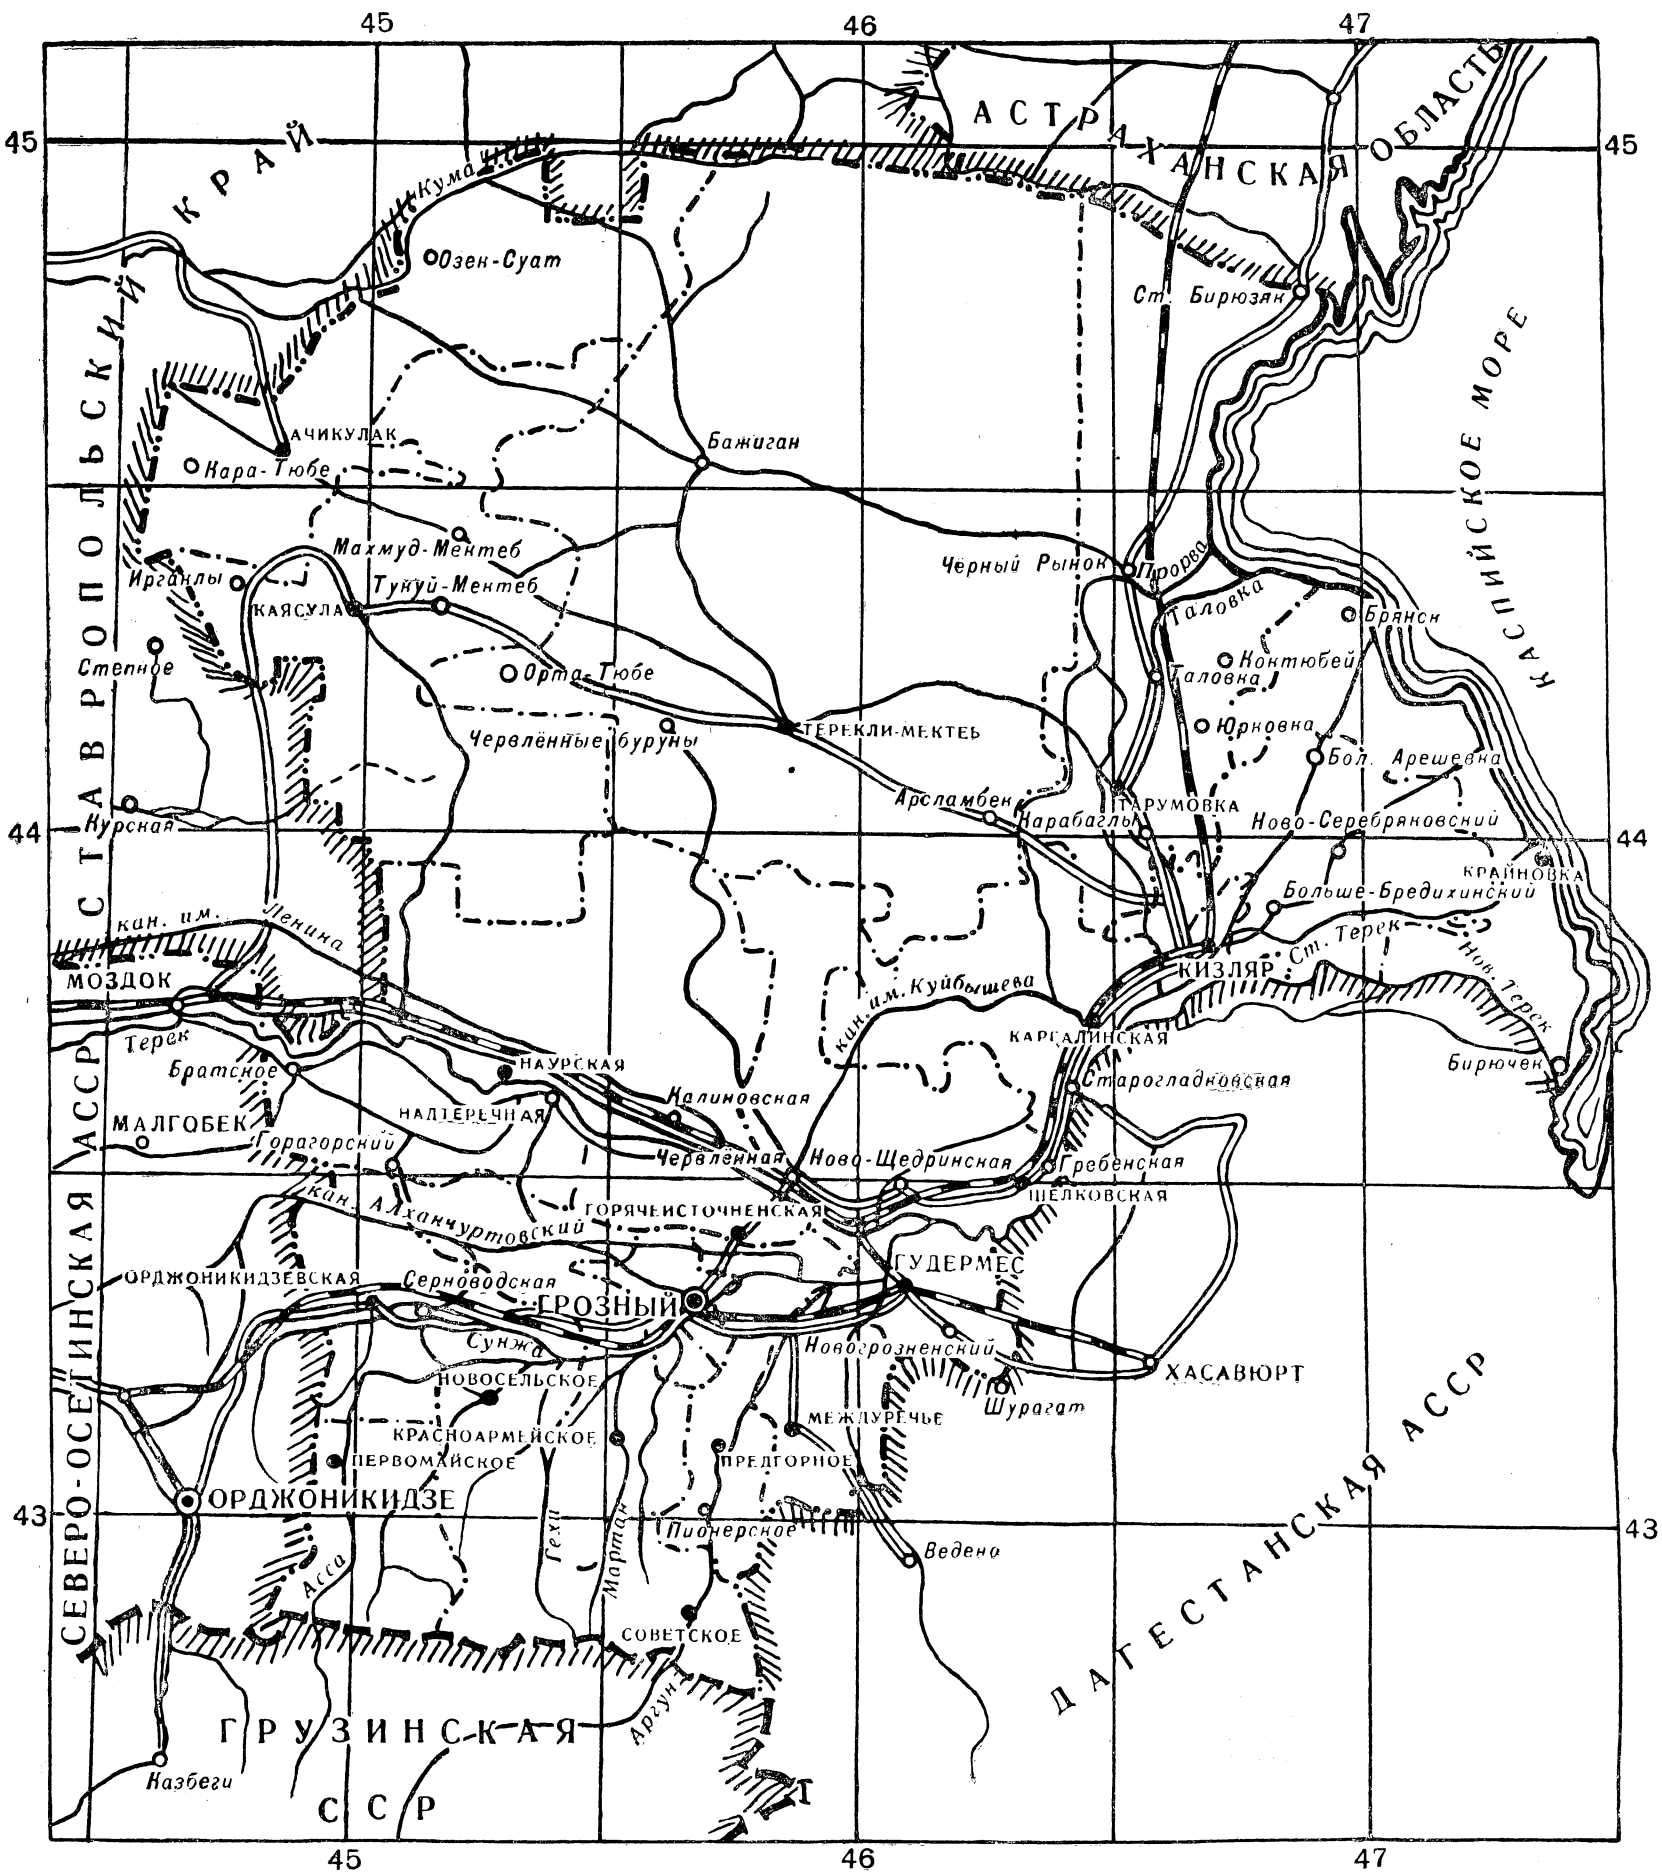 45
46
47
45
45
АСТРАХАНСКАЯ ОБЛАСТЬ
СТАВРОПОЛЬСКИЙ КРАЙ
Кума
Озен-Суат
Ст. Бирюзяк
КАСПИЙСКОЕ МОРЕ
АЧИКУЛАК
Кара-Тюбе
Бажиган
Махмуд-Мектеб
Чёрный Рынок
Прорва
Иргаклы
Тукуй-Мектеб
КАЯСУЛА
Таловка
Брянск
Степное
Орта-Тюбе
Коктюбей
Таловка
Червлённые буруны
ТЕРЕКЛИ-МЕКТЕБ
Юрковка
Бол. Арешевка
Арсламбек
ТАРУМОВКА
Курская
Карабаглы
Ново-Серебряковский
44
44
КРАЙНОВКА
Больше-Бредихинский
кан. им. Ленина
Ст. Терек
Нов. Терек
МОЗДОК
КИЗЛЯР
кан. им. Куйбышева
КАРГАЛИНСКАЯ
Терек
Братское
НАУРСКАЯ
Бирючек
Старогладковская
Калиновская
НАДТЕРЕЧНАЯ
МАЛГОБЕК
Горагорский
Червлённая
Ново-Щедринская
Гребенская
ШЕЛКОВСКАЯ
кан. Алханчуртовский
ГОРЯЧЕИСТОЧНЕНСКАЯ
ГУДЕРМЕС
ОРДЖОНИКИДЗЕВСКАЯ
Серноводская
ГРОЗНЫЙ
Сунжа
Новогрозненский
ХАСАВЮРТ
НОВОСЕЛЬСКОЕ
Шурагат
МЕЖДУРЕЧЬЕ
КРАСНОАРМЕЙСКОЕ
ПЕРВОМАЙСКОЕ
ПРЕДГОРНОЕ
ОРДЖОНИКИДЗЕ
43
43
Пионерское
Гехи
Мартан
Ведено
Асса
СОВЕТСКОЕ
Аргун
СЕВЕРО-ОСЕТИНСКАЯ АССР
ДАГЕСТАНСКАЯ АССР
ГРУЗИНСКАЯ
ССР
Казбеги
45
46
47